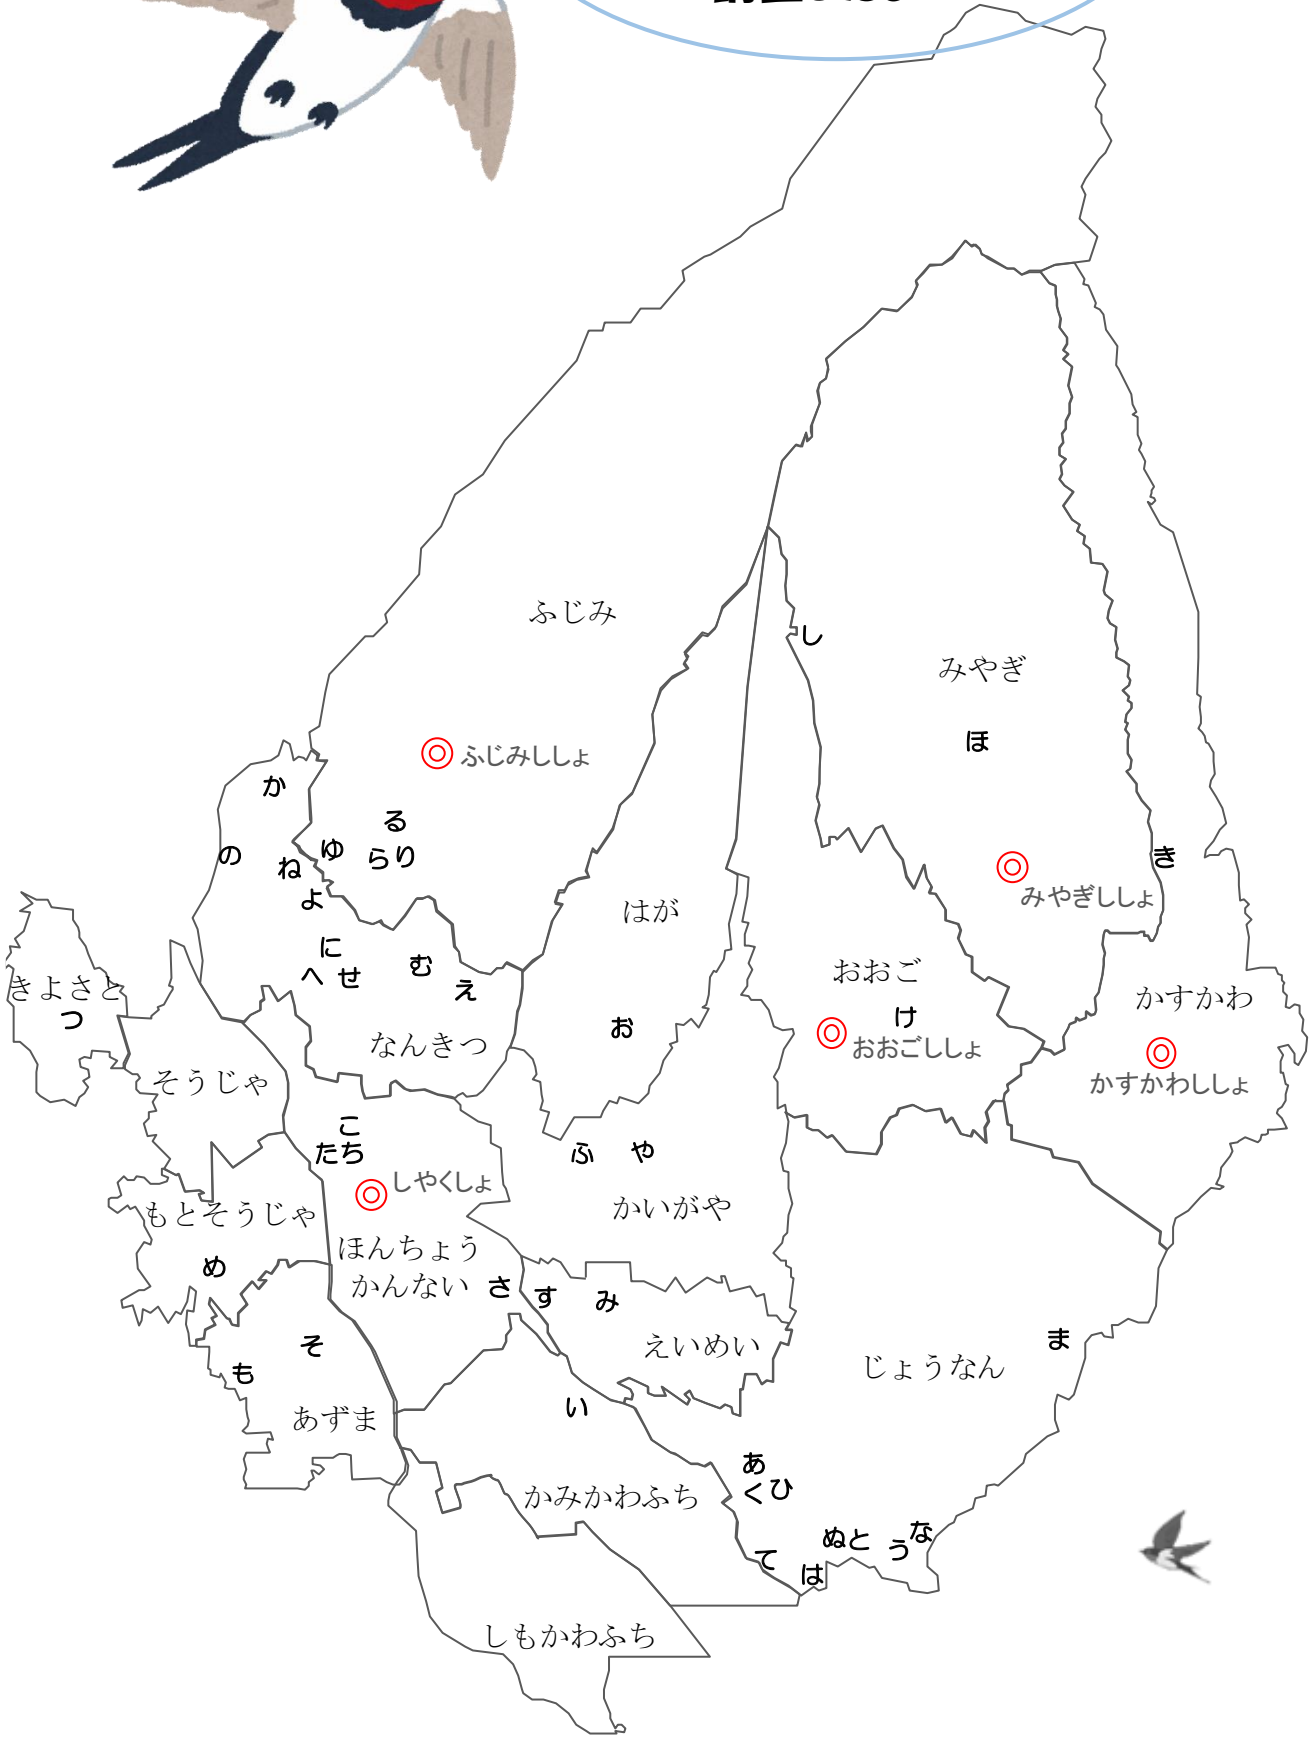 ふじみ
し
みやぎ
ほ
ふじみししょ
か
る
ゆ
らり
の
ね
よ
き
みやぎししょ
はが
に
へ
せ
む
え
きよさと
つ
おおご
け
おおごししょ
かすかわ
かすかわししょ
お
なんきつ
そうじゃ
こ
たち
しやくしょ
ふ
や
かいがや
もとそうじゃ
め
ほんちょう
かんない
さ
す
み
えいめい
そ
も
あずま
じょうなん
ま
い
かみかわふち
あ
くひ
て
は
ぬと
う
な
しもかわふち